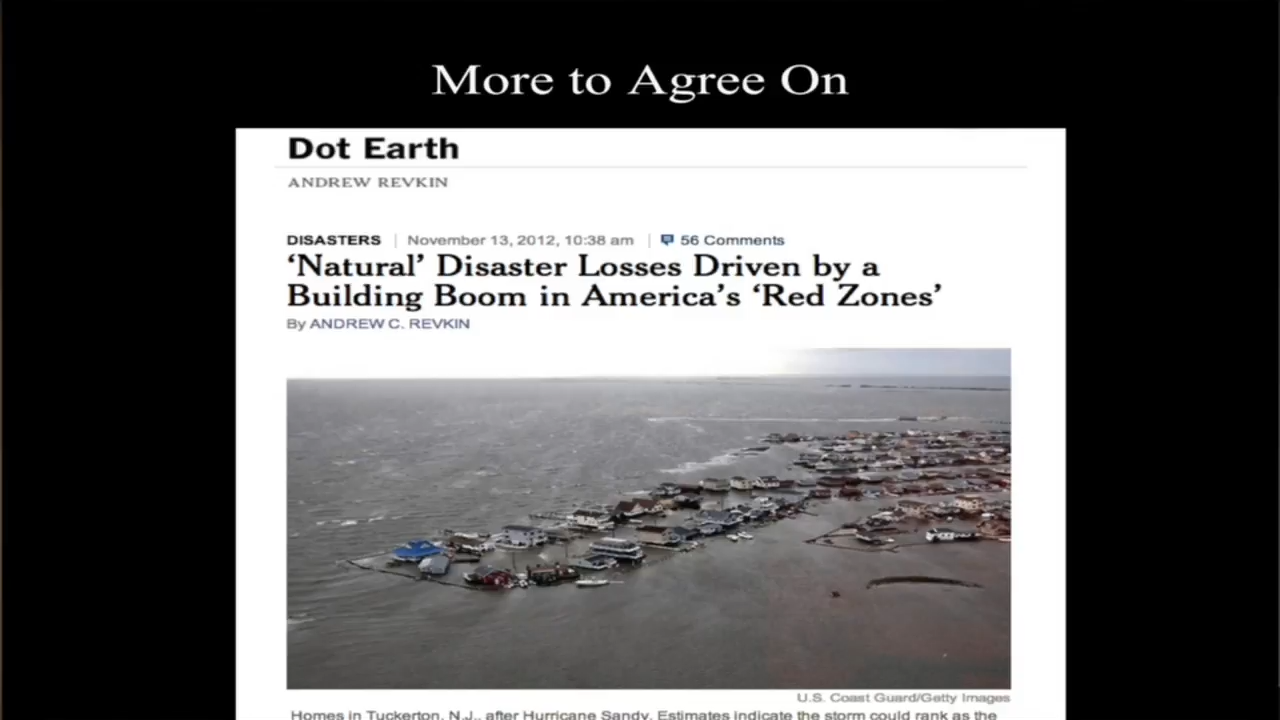 More to Agree On
Dot Earth
ANDREW REVKIN
DISASTERS | November 13, 2012, 10:38 am | 56 Comments
‘Natural’ Disaster Losses Driven by a
Building Boom in America’s ‘Red Zones’
By ANDREW C. REVKIN
U.S. Coast Guard/Getty Images
Homes in Tuckerton, N.J., after Hurricane Sandy. Estimates indicate the storm could rank as the